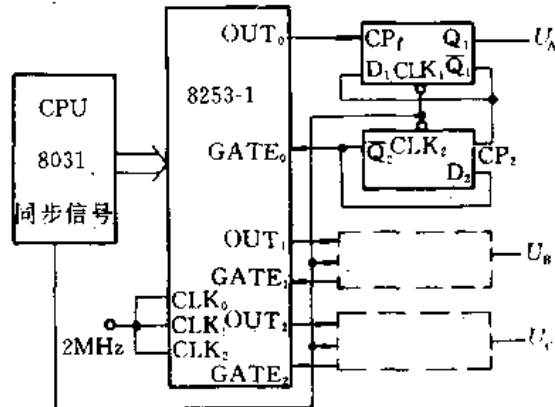 CPU
8031
同步信号
2MHz
8253-1
OUT₀
GATE₀
OUT₁
GATE₁
CLK₀
CLK₁
CLK₂
OUT₂
GATE₂
CP₁ Q₁
D₁ CLK₁ Q̅₁
Q̅₂ CLK₂ CP₂
D₂
U_A
U_B
U_C